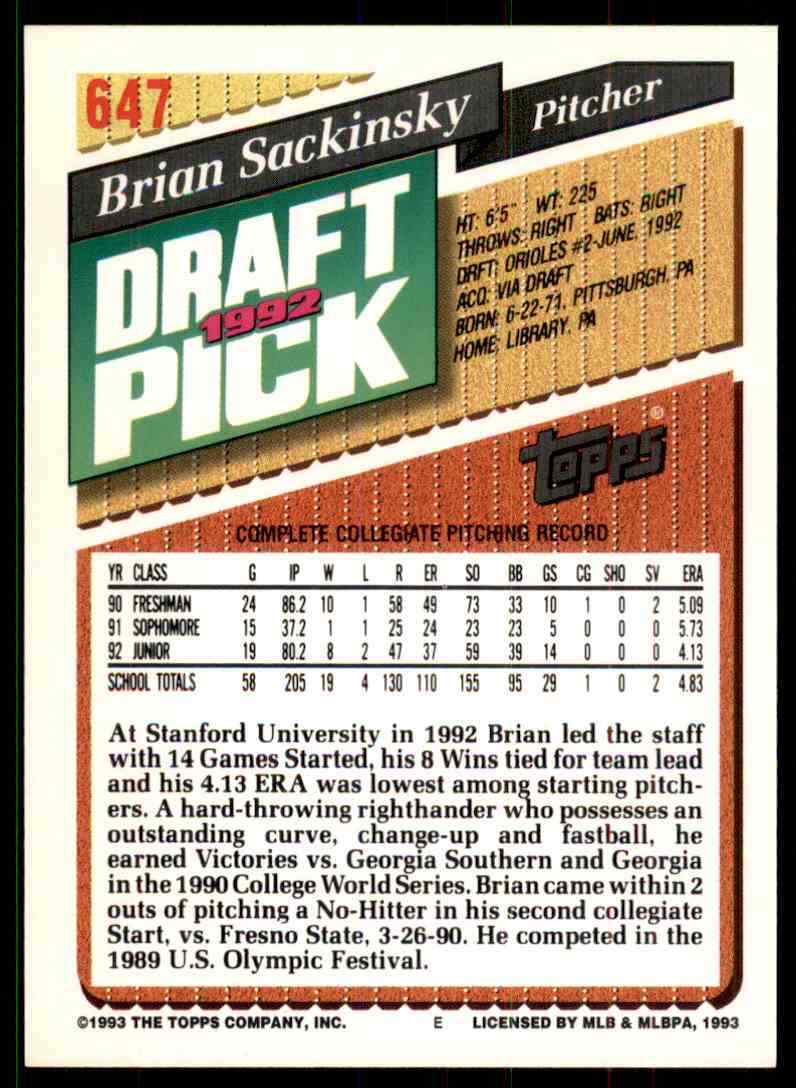 647
Brian Sackinsky
Pitcher
DRAFT
1992
PICK
HT: 6'5" WT: 225
THROWS: RIGHT BATS: RIGHT
DRFT: ORIOLES #2-JUNE, 1992
ACQ: VIA DRAFT
BORN: 6-22-71, PITTSBURGH, PA
HOME: LIBRARY, PA
topps®
COMPLETE COLLEGIATE PITCHING RECORD
YR CLASS G IP W L R ER SO BB GS CG SHO SV ERA
90 FRESHMAN 24 86.2 10 1 58 49 73 33 10 1 0 2 5.09
91 SOPHOMORE 15 37.2 1 1 25 24 23 23 5 0 0 0 5.73
92 JUNIOR 19 80.2 8 2 47 37 59 39 14 0 0 0 4.13
SCHOOL TOTALS 58 205 19 4 130 110 155 95 29 1 0 2 4.83
At Stanford University in 1992 Brian led the staff
with 14 Games Started, his 8 Wins tied for team lead
and his 4.13 ERA was lowest among starting pitch-
ers. A hard-throwing righthander who possesses an
outstanding curve, change-up and fastball, he
earned Victories vs. Georgia Southern and Georgia
in the 1990 College World Series. Brian came within 2
outs of pitching a No-Hitter in his second collegiate
Start, vs. Fresno State, 3-26-90. He competed in the
1989 U.S. Olympic Festival.
©1993 THE TOPPS COMPANY, INC. E LICENSED BY MLB & MLBPA, 1993